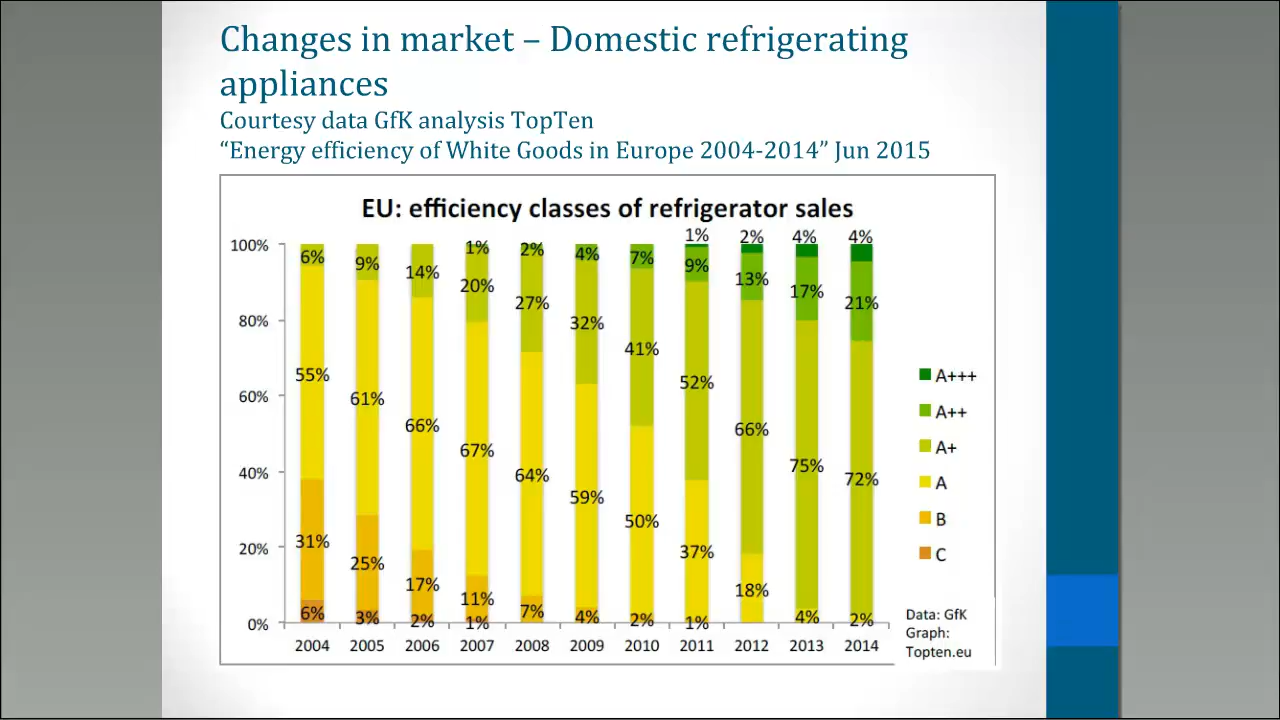 Changes in market – Domestic refrigerating
appliances
Courtesy data GfK analysis TopTen
“Energy efficiency of White Goods in Europe 2004-2014” Jun 2015
EU: efficiency classes of refrigerator sales
1% 2% 4% 4%
100% 6% 9% 14% 1% 2% 4% 7% 9% 13% 17% 21%
20% 27% 32% 41% 52% 66% 75% 72%
80%
55% 61% 66% 67% 64% 59% 50% 37% 18% 4% 2%
60%
40%
31% 25% 17% 11% 7% 4% 2% 1%
20%
6% 3% 2% 1%
0%
2004 2005 2006 2007 2008 2009 2010 2011 2012 2013 2014
A+++
A++
A+
A
B
C
Data: GfK
Graph:
Topten.eu